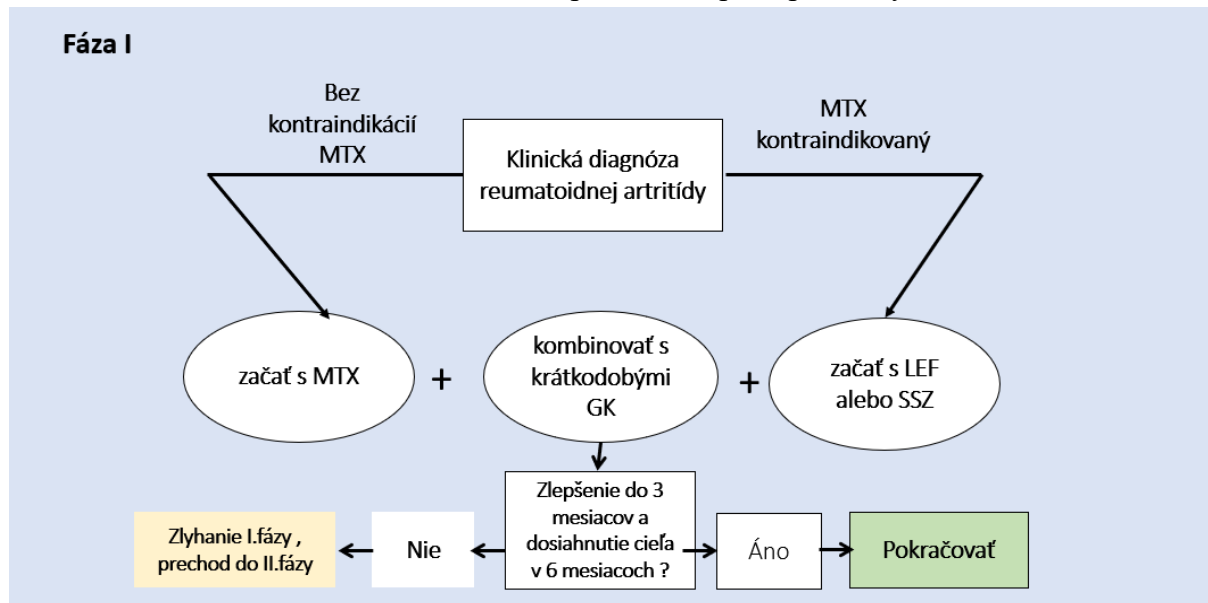 Fáza I
Bez
kontraindikácií
MTX
Klinická diagnóza
reumatoidnej artritídy
MTX
kontraindikovaný
začať s MTX
+
kombinovať s
krátkodobými
GK
+
začať s LEF
alebo SSZ
Zlepšenie do 3
mesiacov a
dosiahnutie cieľa
v 6 mesiacoch ?
Zlyhanie I.fázy ,
prechod do II.fázy
Nie
Áno
Pokračovať